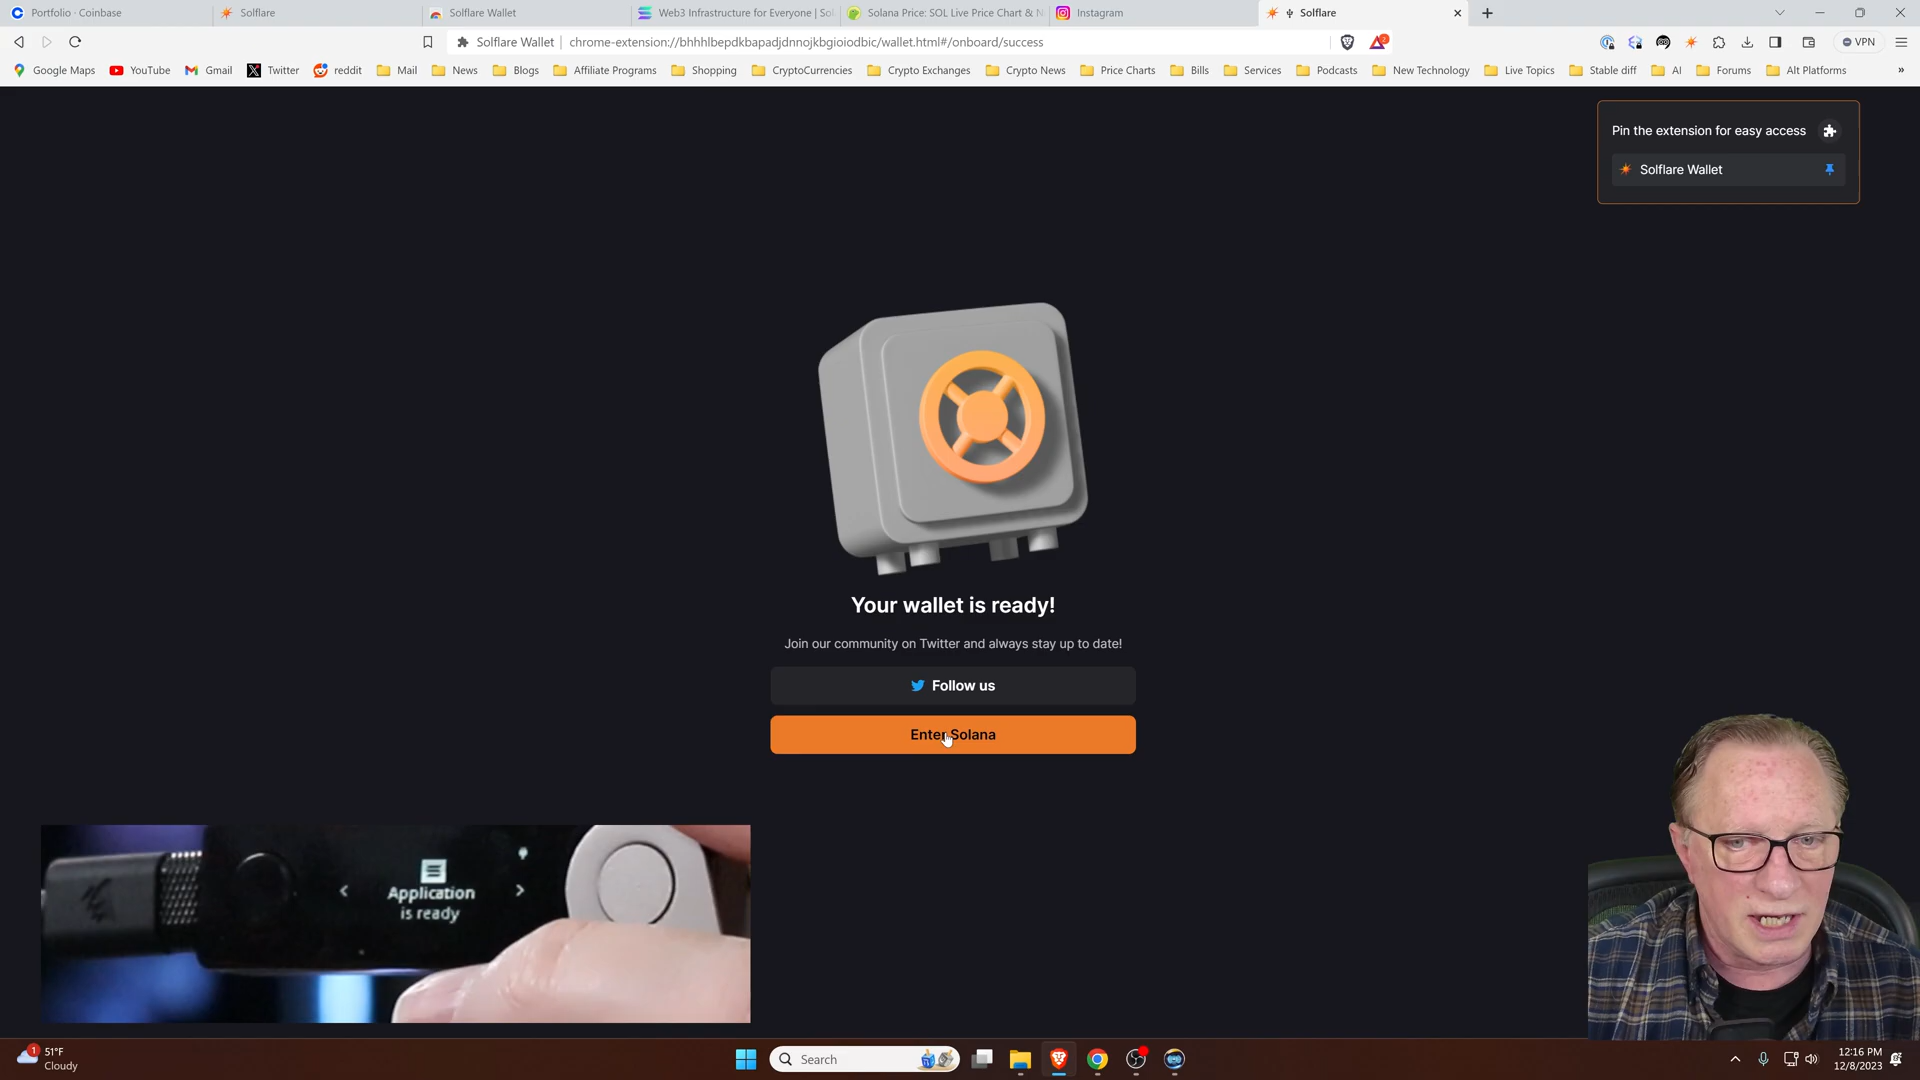 Portfolio · Coinbase
Solflare
Solflare Wallet
Web3 Infrastructure for Everyone | So
Solana Price: SOL Live Price Chart & N
Instagram
Solflare
Solflare Wallet
chrome-extension://bhhhlbepdkbapadjdnnojkbgioiodbic/wallet.html#/onboard/success
2
VPN
Google Maps
YouTube
Gmail
Twitter
reddit
Mail
News
Blogs
Affiliate Programs
Shopping
CryptoCurrencies
Crypto Exchanges
Crypto News
Price Charts
Bills
Services
Podcasts
New Technology
Live Topics
Stable diff
AI
Forums
Alt Platforms
»
Pin the extension for easy access
Solflare Wallet
Your wallet is ready!
Join our community on Twitter and always stay up to date!
Follow us
Enter Solana
Application
is ready
1
51°F
Cloudy
Search
12:16 PM
12/8/2023